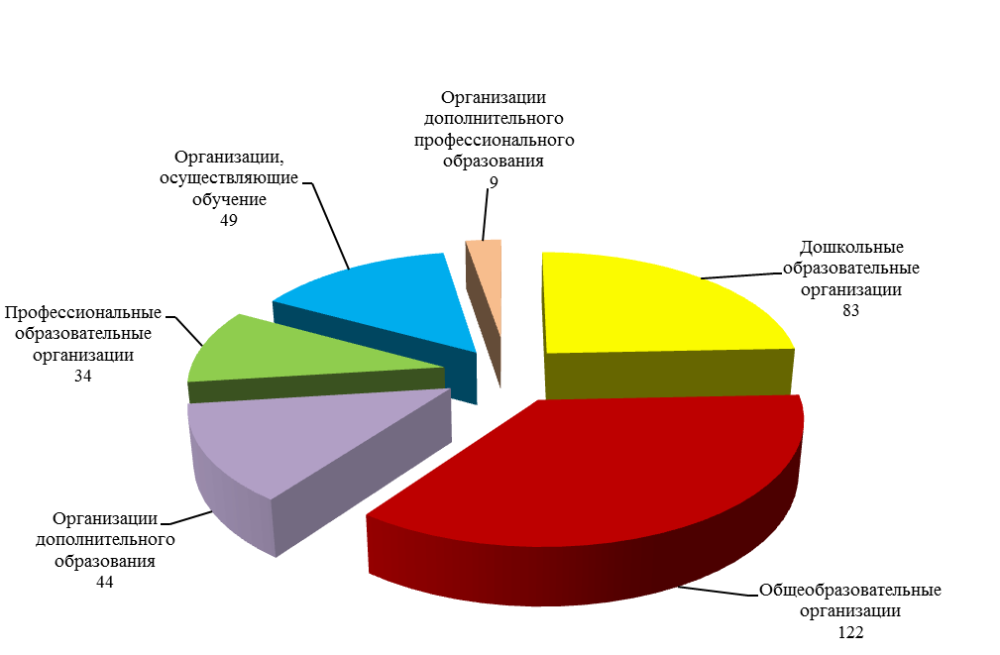 Организации
дополнительного
профессионального
образования
9
Организации,
осуществляющие
обучение
49
Дошкольные
образовательные
организации
83
Профессиональные
образовательные
организации
34
Организации
дополнительного
образования
44
Общеобразовательные
организации
122